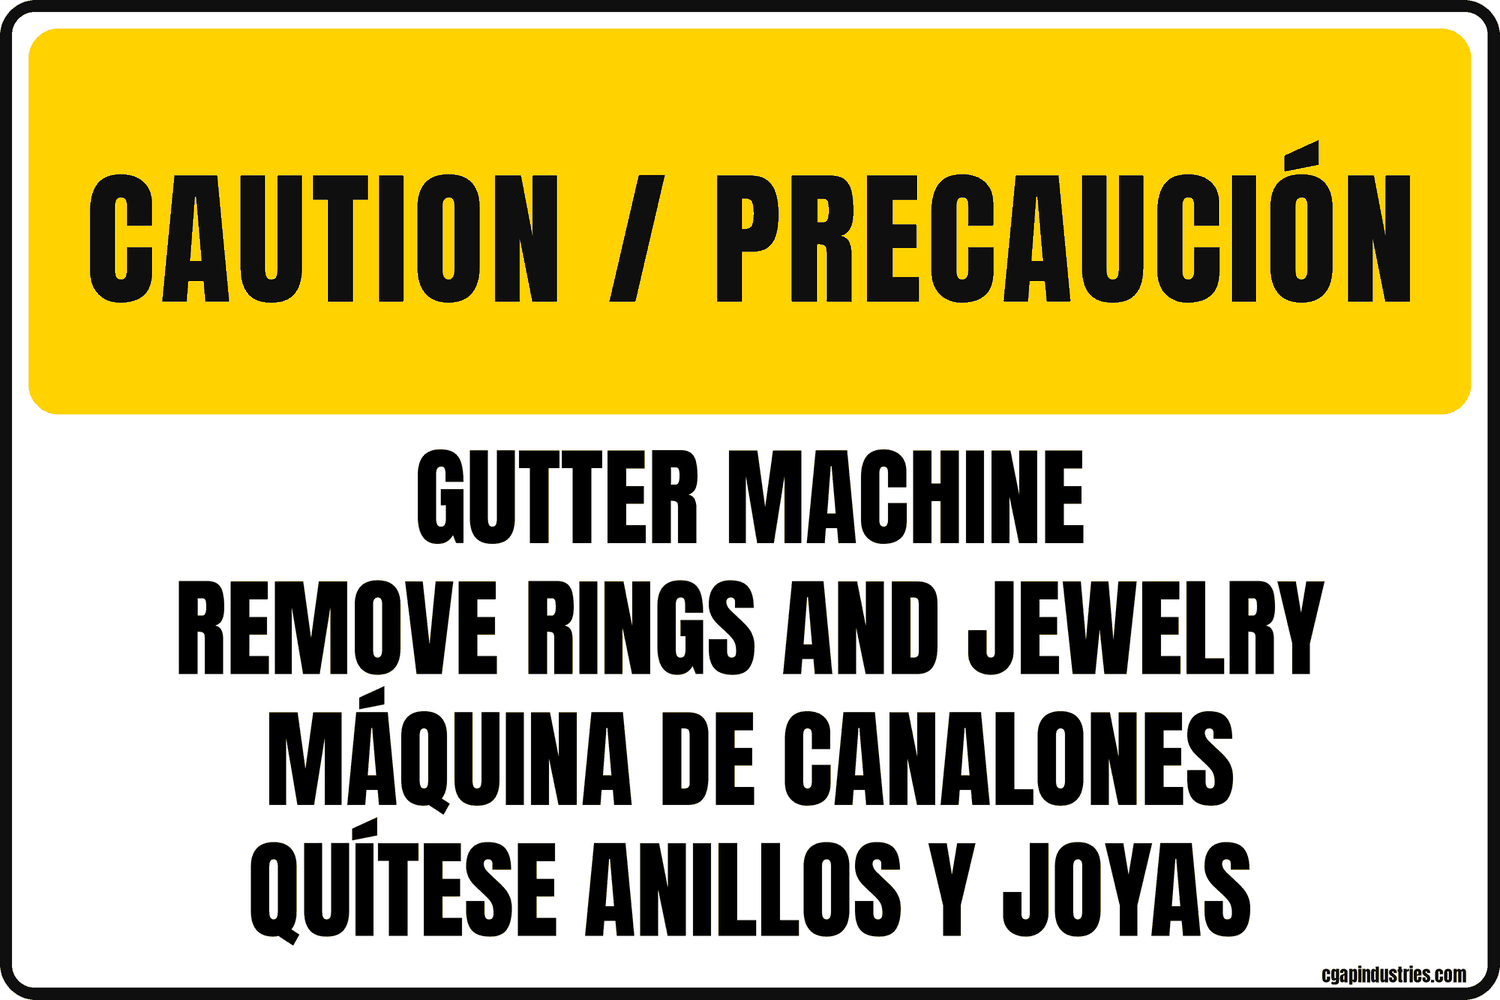 CAUTION / PRECAUCIÓN
GUTTER MACHINE
REMOVE RINGS AND JEWELRY
MÁQUINA DE CANALONES
QUÍTESE ANILLOS Y JOYAS
cgapindustries.com